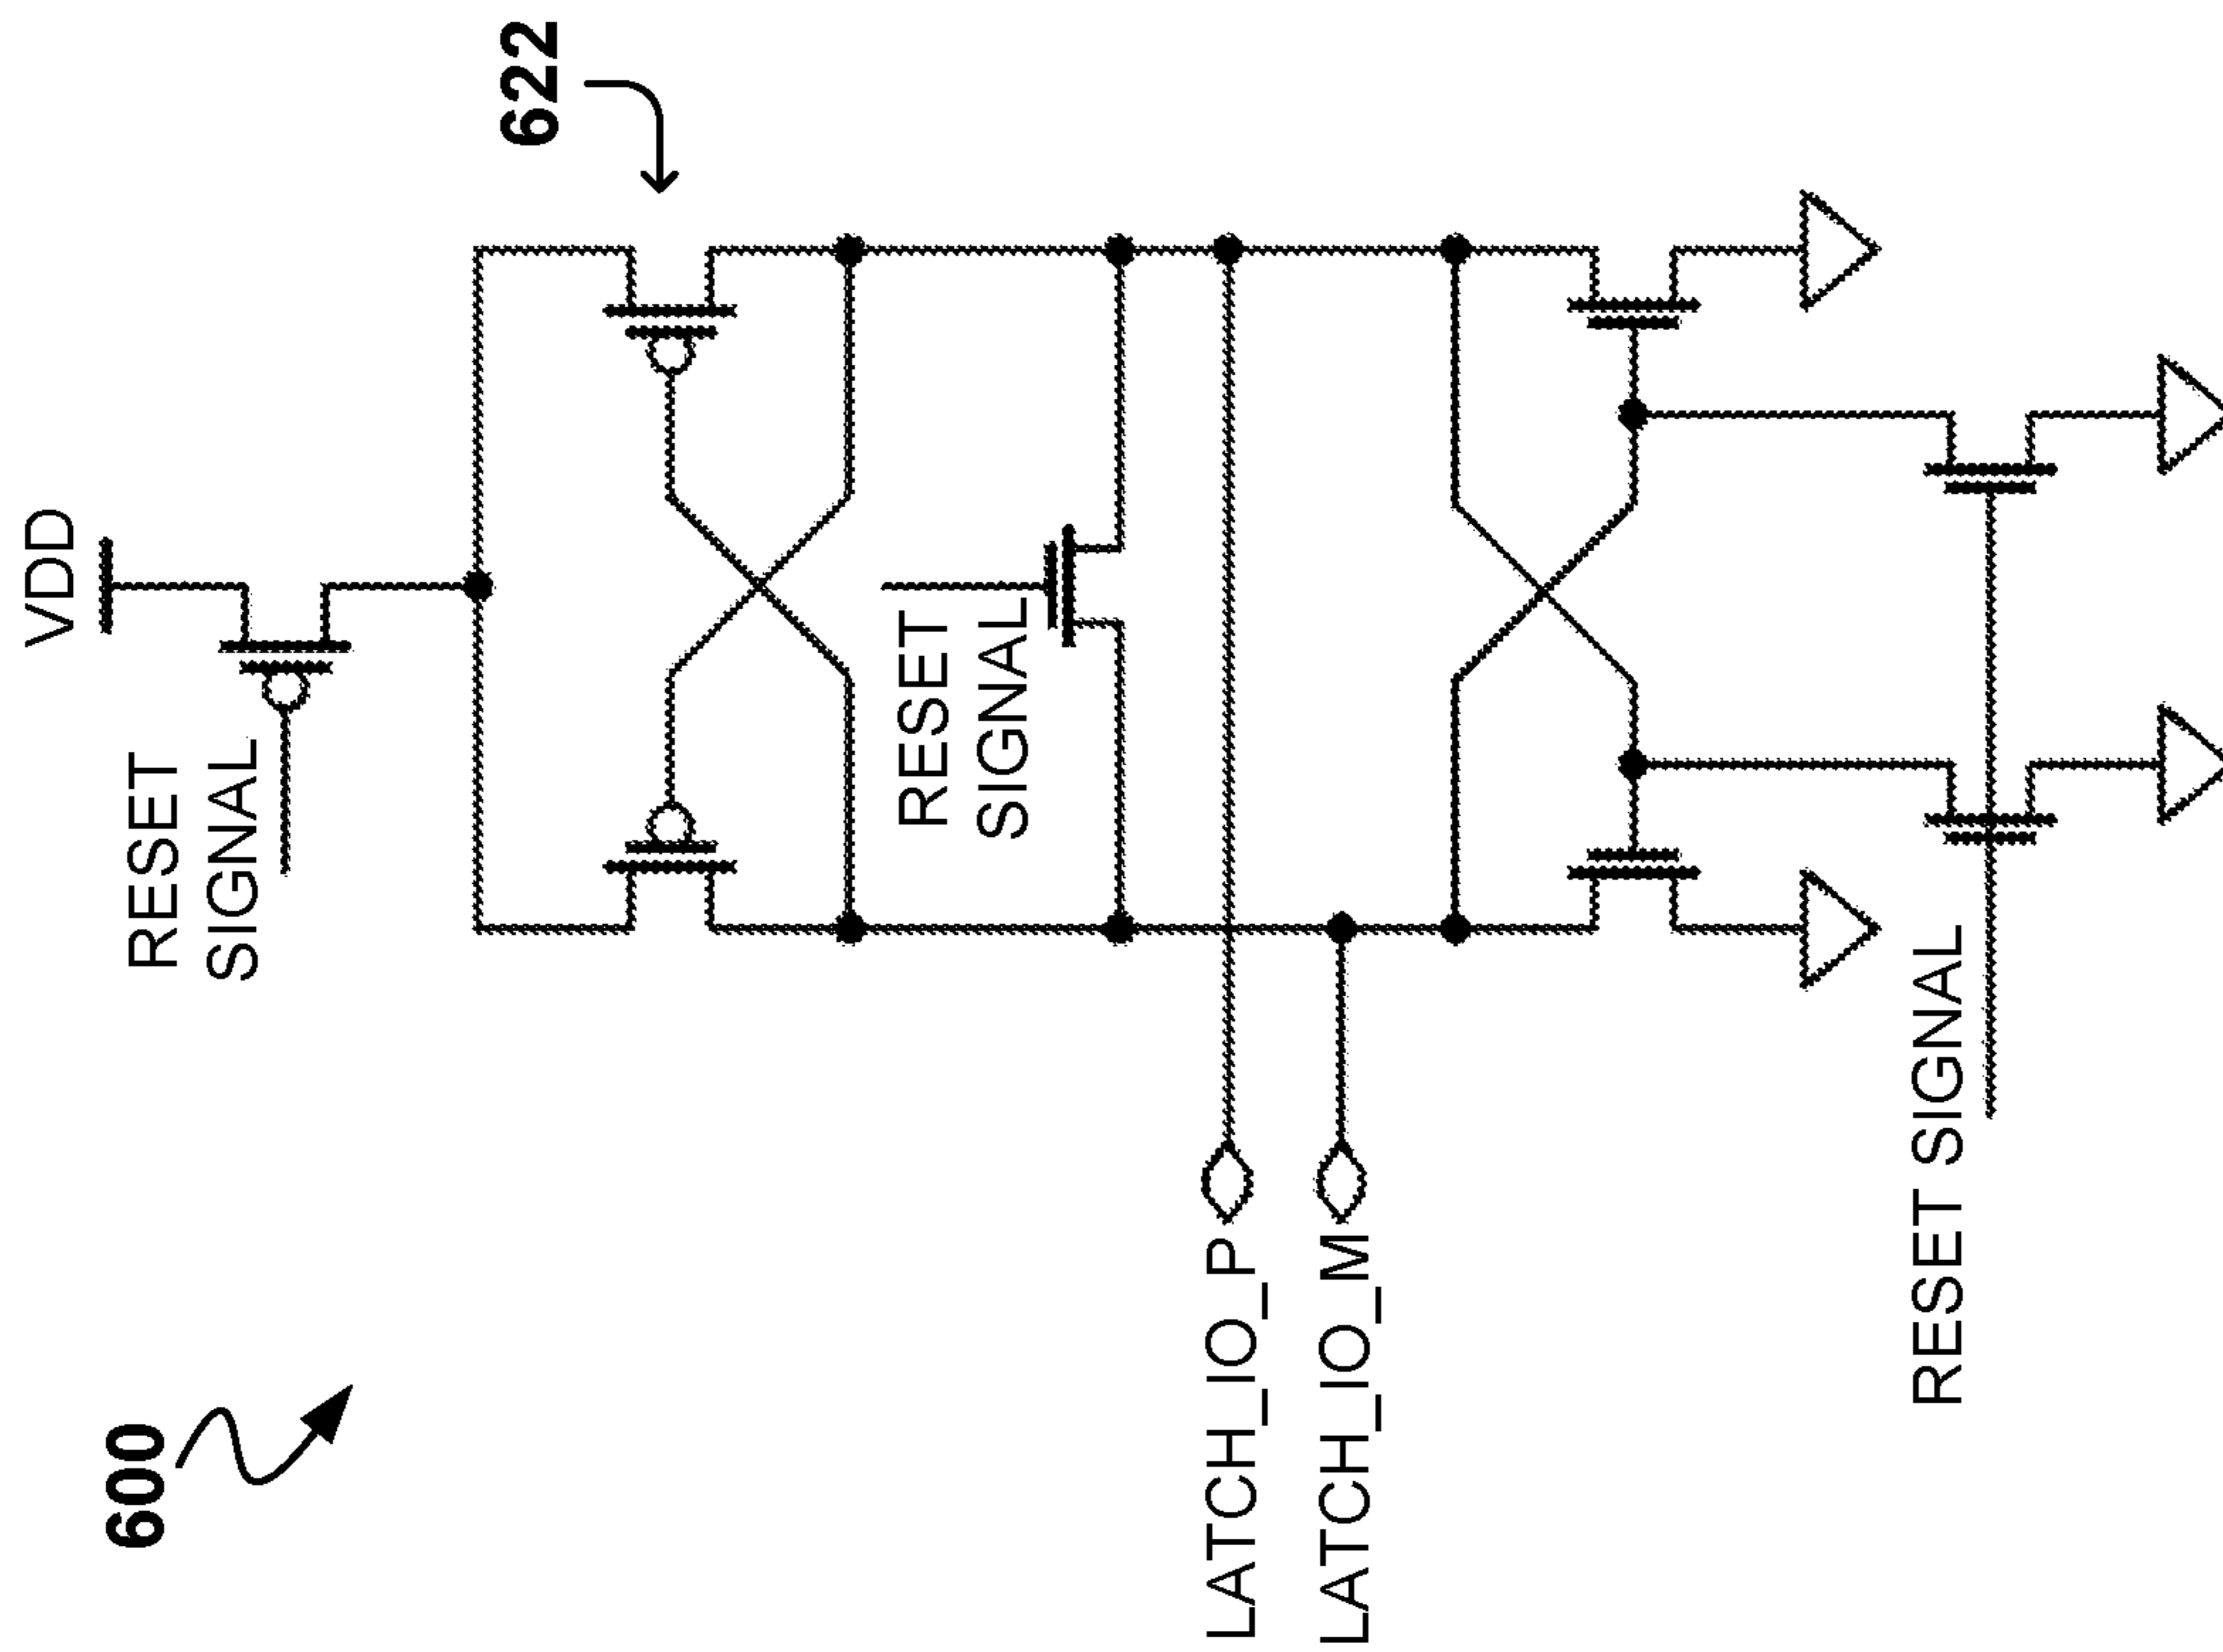 600
VDD
RESET
SIGNAL
622
RESET
SIGNAL
LATCH_IO_P
LATCH_IO_M
RESET SIGNAL